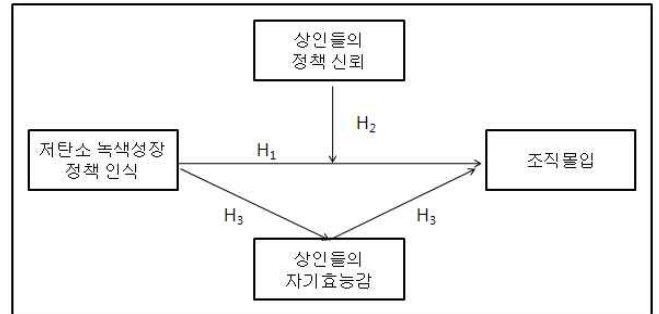 상인들의
정책 신뢰
H₂
저탄소 녹색성장
정책 인식
H₁
조직몰입
H₃
H₃
상인들의
자기효능감